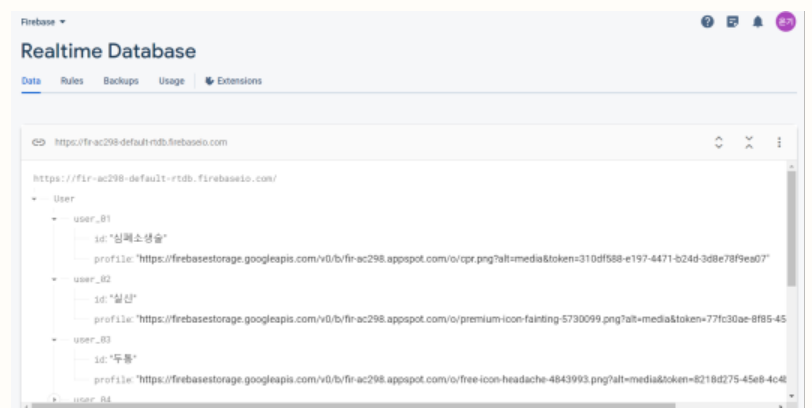 Firebase
Realtime Database
Data Rules Backups Usage Extensions
https://fir-ac298-default-rtdb.firebaseio.com
https://fir-ac298-default-rtdb.firebaseio.com/
User
user_01
id: "심폐소생술"
profile: "https://firebasestorage.googleapis.com/v0/b/fir-ac298.appspot.com/o/cpr.png?alt=media&token=310df588-e197-4471-b24d-3d8e78f9ea07"
user_02
id: "실신"
profile: "https://firebasestorage.googleapis.com/v0/b/fir-ac298.appspot.com/o/premium-icon-fainting-5730099.png?alt=media&token=77fc30ae-8f85-45
user_03
id: "두통"
profile: "https://firebasestorage.googleapis.com/v0/b/fir-ac298.appspot.com/o/free-icon-headache-4843993.png?alt=media&token=8218d275-45e8-4c4
user_04